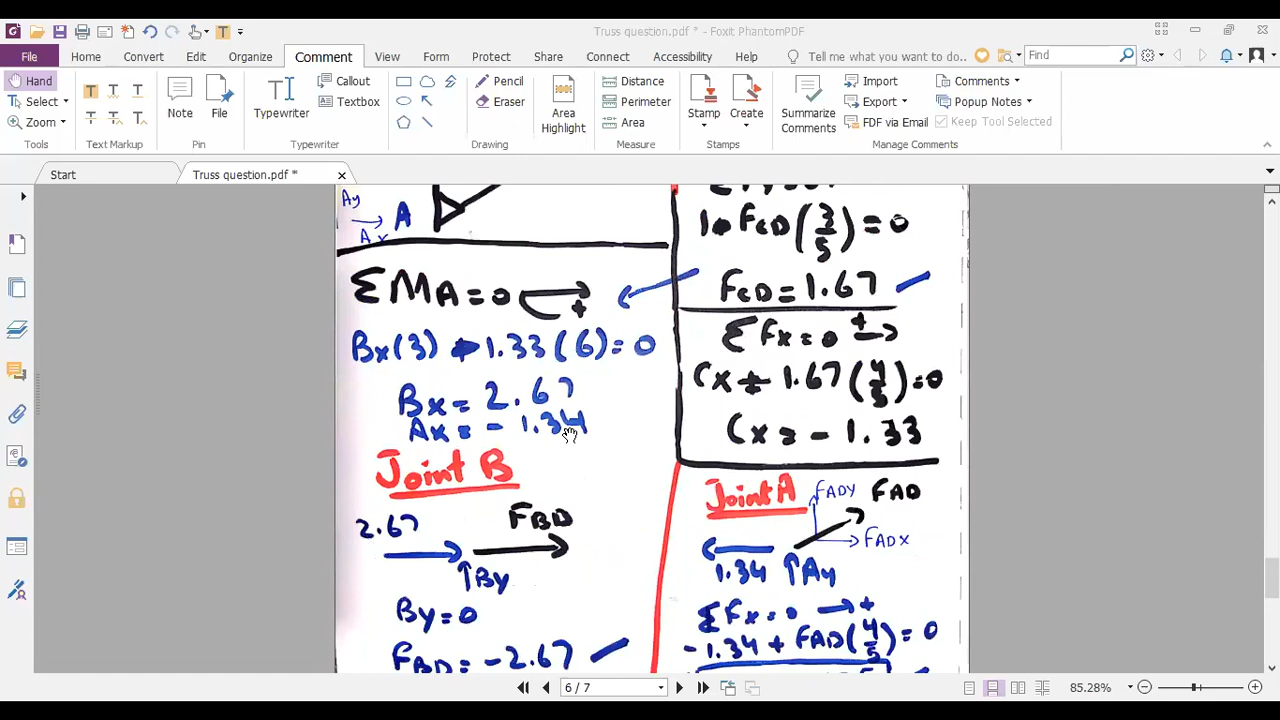 Truss question.pdf * - Foxit PhantomPDF
File Home Convert Edit Organize Comment View Form Protect Share Connect Accessibility Help Tell me what you want to do... Find
Hand
Select
Zoom
Tools
T T T
T T T
Text Markup
Note
File
Pin
Typewriter
Callout
Textbox
Typewriter
Pencil
Eraser
Drawing
Area Highlight
Distance
Perimeter
Area
Measure
Stamp
Create
Stamps
Summarize Comments
Import
Export
FDF via Email
Comments
Popup Notes
Keep Tool Selected
Manage Comments
Start
Truss question.pdf *
Ay
Ax
A
ΣMA=0 +
Bx(3) - 1.33(6)=0
Bx = 2.67
Ax = - 1.34
Joint B
2.67 FBD
By
By=0
FBD = -2.67
FCD(3/5)=0
FCD=1.67
ΣFx=0 +
Cx + 1.67(4/5)=0
Cx = - 1.33
Joint A
FADY
FAD
FADX
1.34
Ay
ΣFx=0 +
-1.34 + FAD(4/5)=0
6 / 7
85.28%